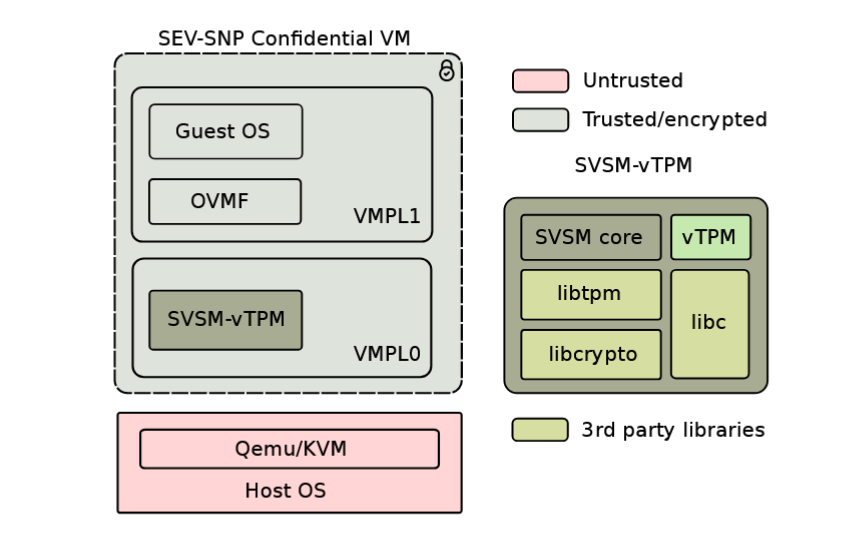 SEV-SNP Confidential VM
Guest OS
OVMF
VMPL1
SVSM-vTPM
VMPL0
Qemu/KVM
Host OS
Untrusted
Trusted/encrypted
SVSM-vTPM
SVSM core
vTPM
libtpm
libc
libcrypto
3rd party libraries